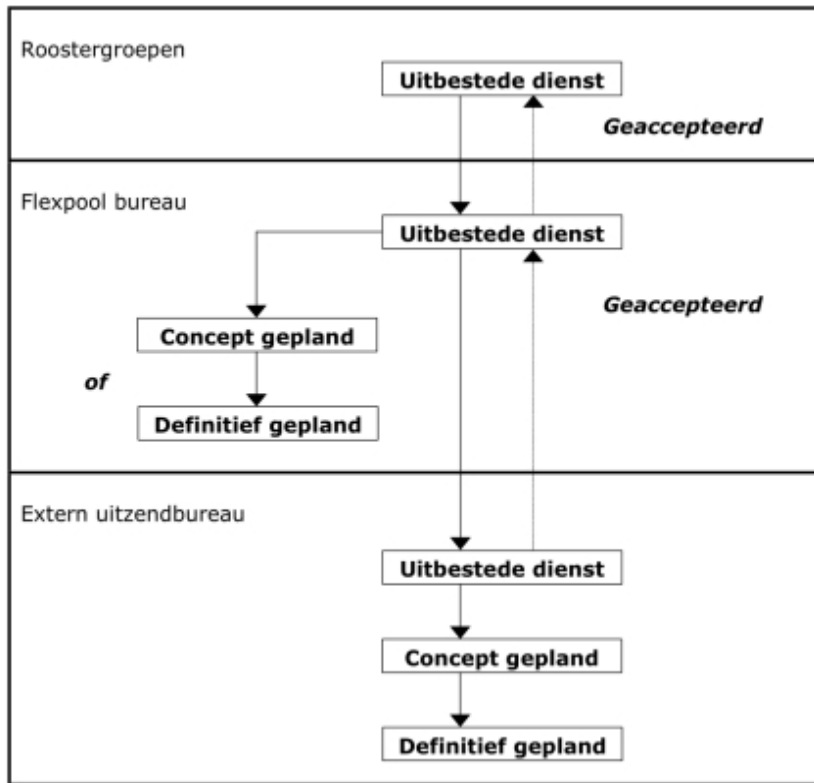 Roostergroepen
Uitbestede dienst
Geaccepteerd
Flexpool bureau
Uitbestede dienst
Geaccepteerd
Concept gepland
of
Definitief gepland
Extern uitzendbureau
Uitbestede dienst
Concept gepland
Definitief gepland